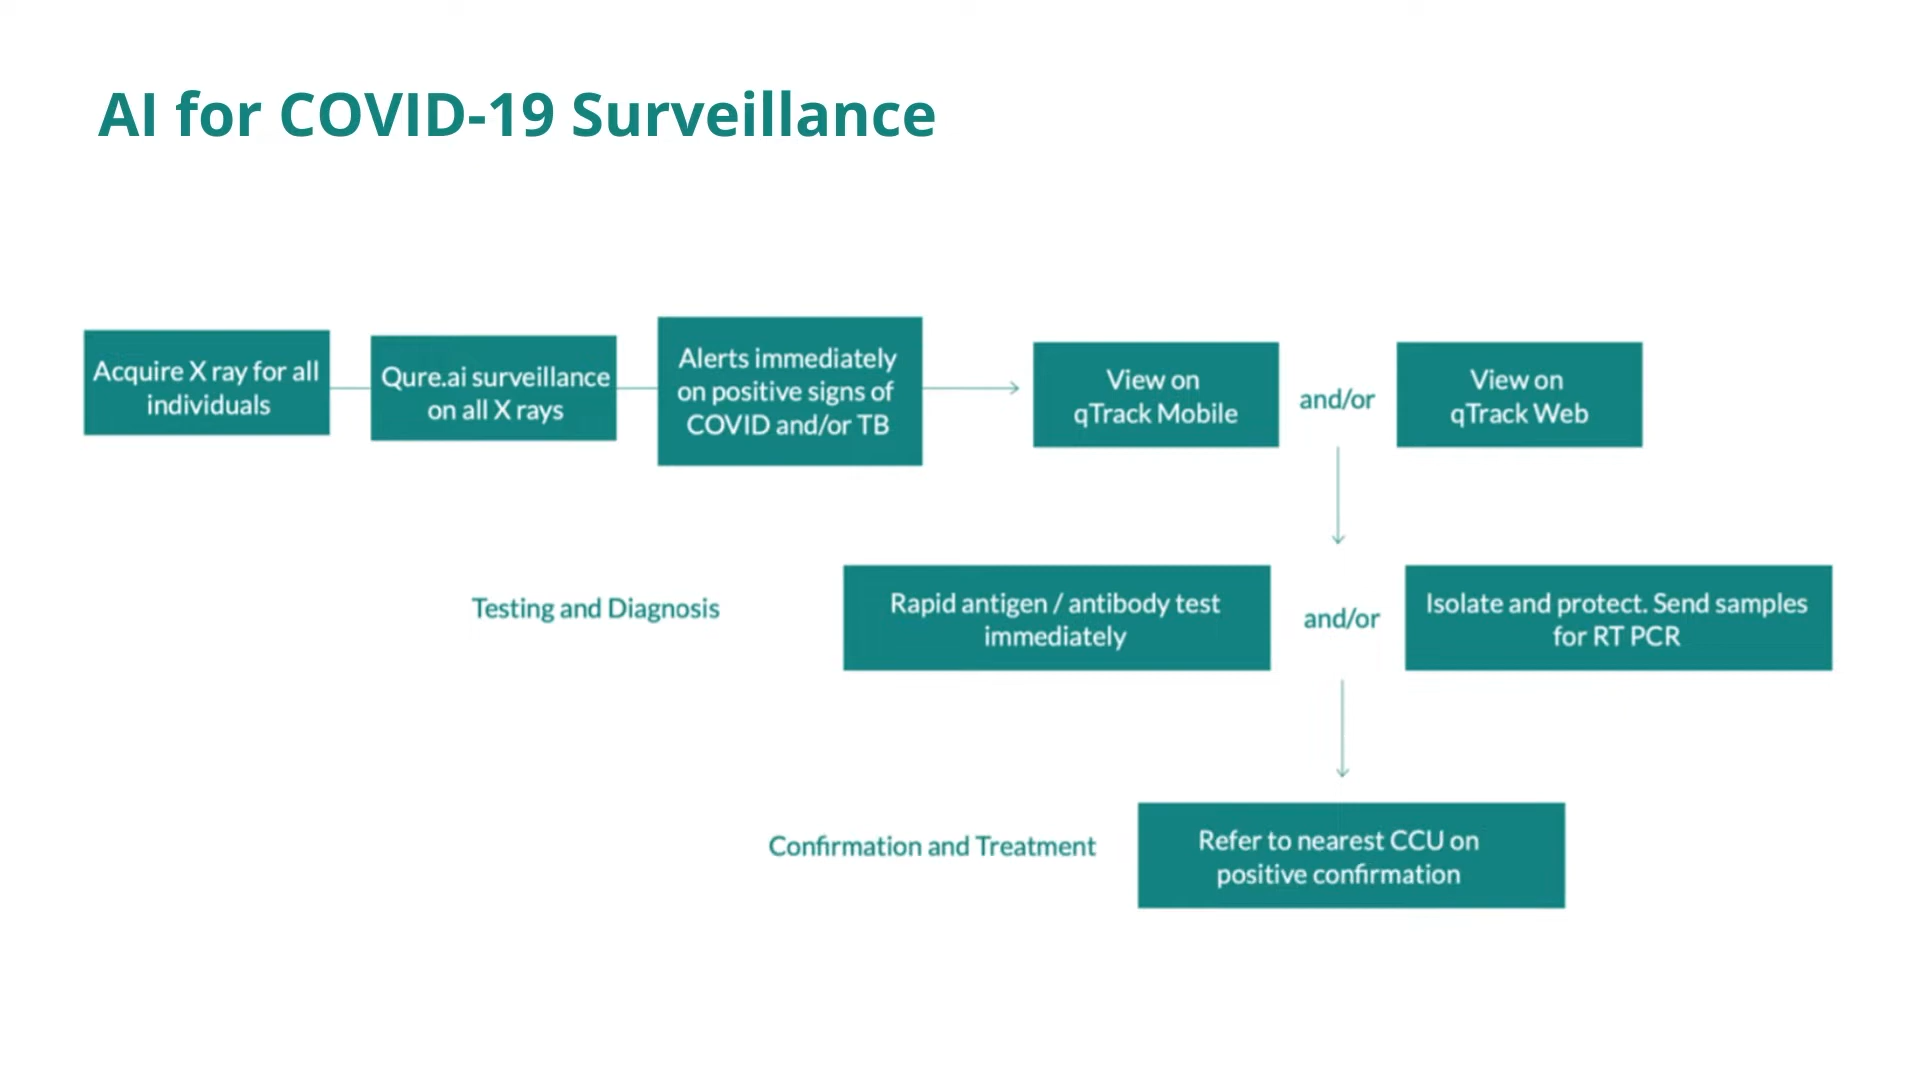 AI for COVID-19 Surveillance
Acquire X ray for all
individuals
Qure.ai surveillance
on all X rays
Alerts immediately
on positive signs of
COVID and/or TB
View on
qTrack Mobile
and/or
View on
qTrack Web
Testing and Diagnosis
Rapid antigen / antibody test
immediately
and/or
Isolate and protect. Send samples
for RT PCR
Confirmation and Treatment
Refer to nearest CCU on
positive confirmation